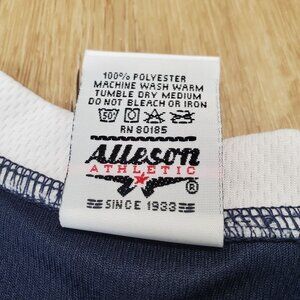 100% POLYESTER
MACHINE WASH WARM
TUMBLE DRY MEDIUM
DO NOT BLEACH OR IRON
RN 80185
Alleson
ATHLETIC
®
SINCE 1933